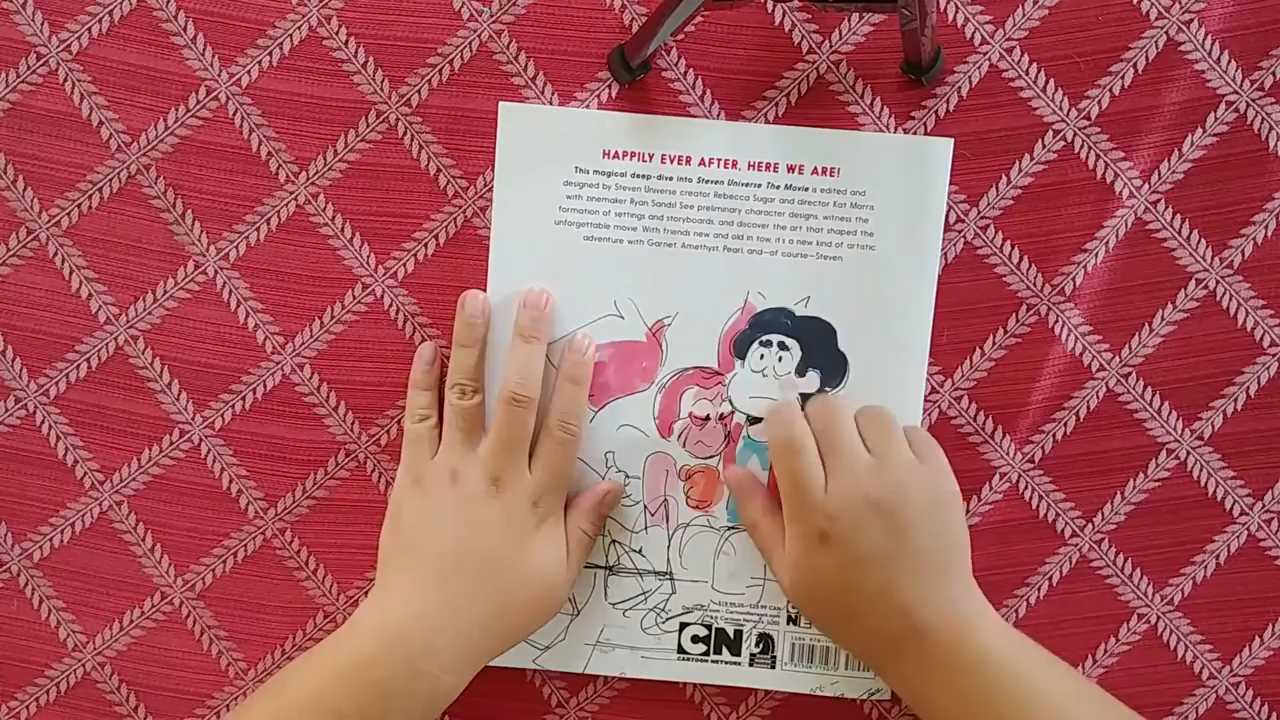 HAPPILY EVER AFTER, HERE WE ARE!
This magical deep-dive into Steven Universe The Movie is edited and
designed by Steven Universe creator Rebecca Sugar and director Kat Morris
with zinemaker Ryan Sands! See preliminary character designs, witness the
formation of settings and storyboards, and discover the art that shaped the
unforgettable movie. With friends new and old in tow, it's a new kind of artistic
adventure with Garnet, Amethyst, Pearl, and—of course—Steven.
CartoonNetwork.com
Cartoon Network
CN
CARTOON NETWORK